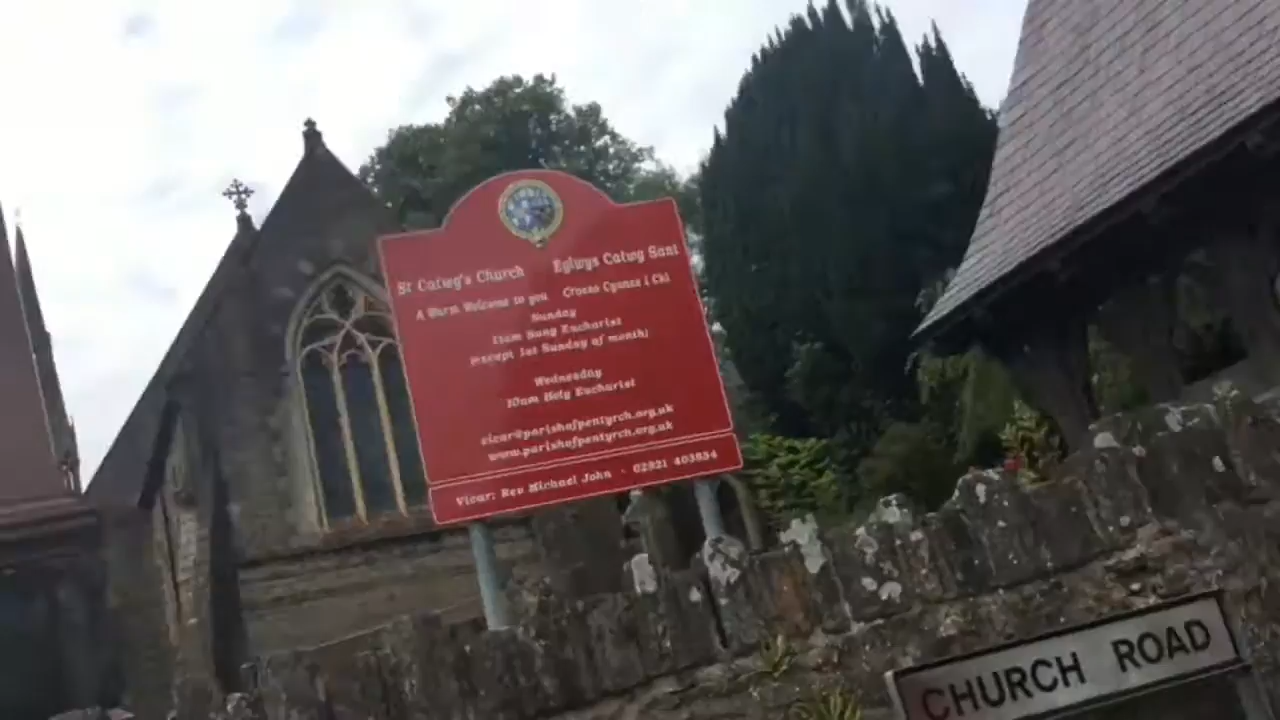 St Catwg's Church Eglwys Catwg Sant
A Warm Welcome to you Croeso Cynnes i Chi
Sunday
11am Sung Eucharist
(except 1st Sunday of month)
Wednesday
10am Holy Eucharist
vicar@parishofpentyrch.org.uk
www.parishofpentyrch.org.uk
Vicar: Rev Michael John - 02921 403854
CHURCH ROAD